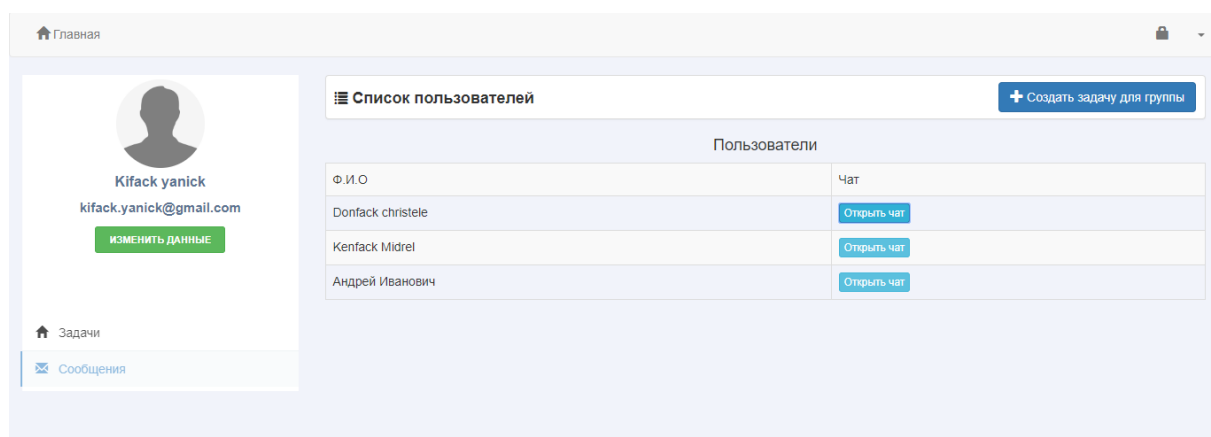 Главная
Kifack yanick
kifack.yanick@gmail.com
ИЗМЕНИТЬ ДАННЫЕ
Задачи
Сообщения
Список пользователей
Создать задачу для группы
Пользователи
Ф.И.О Чат
Donfack christele Открыть чат
Kenfack Midrel Открыть чат
Андрей Иванович Открыть чат